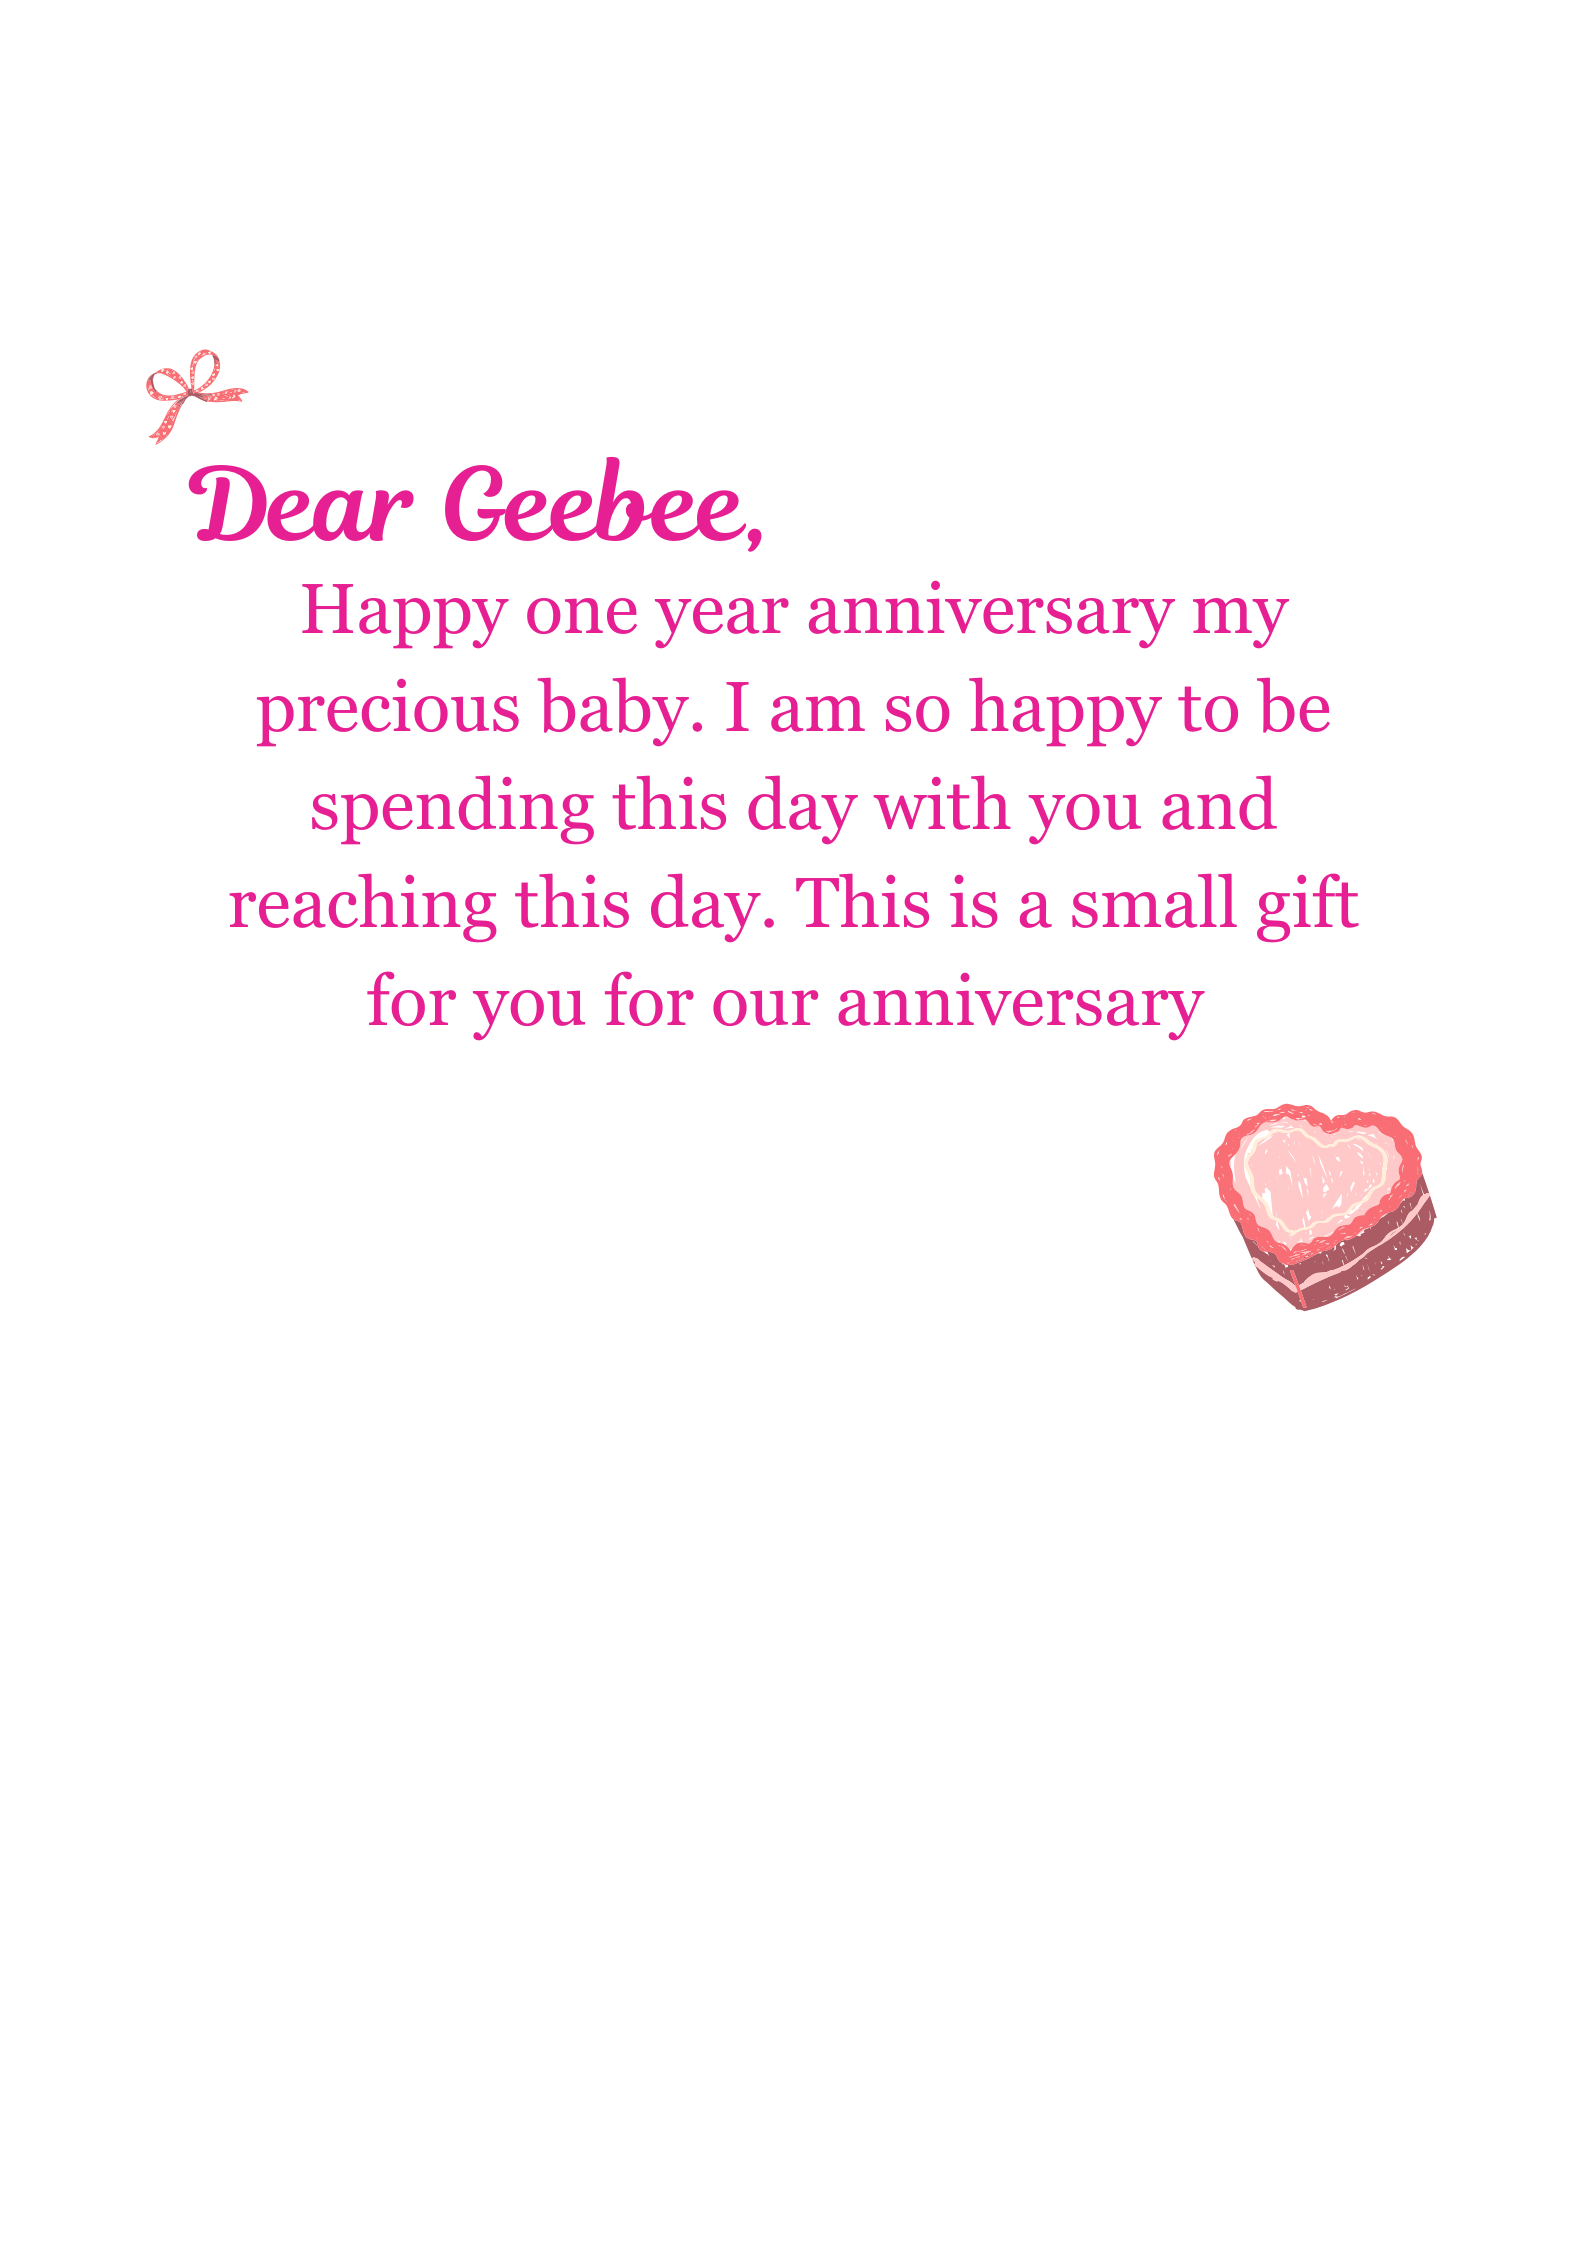 Dear Geebee,
Happy one year anniversary my
precious baby. I am so happy to be
spending this day with you and
reaching this day. This is a small gift
for you for our anniversary